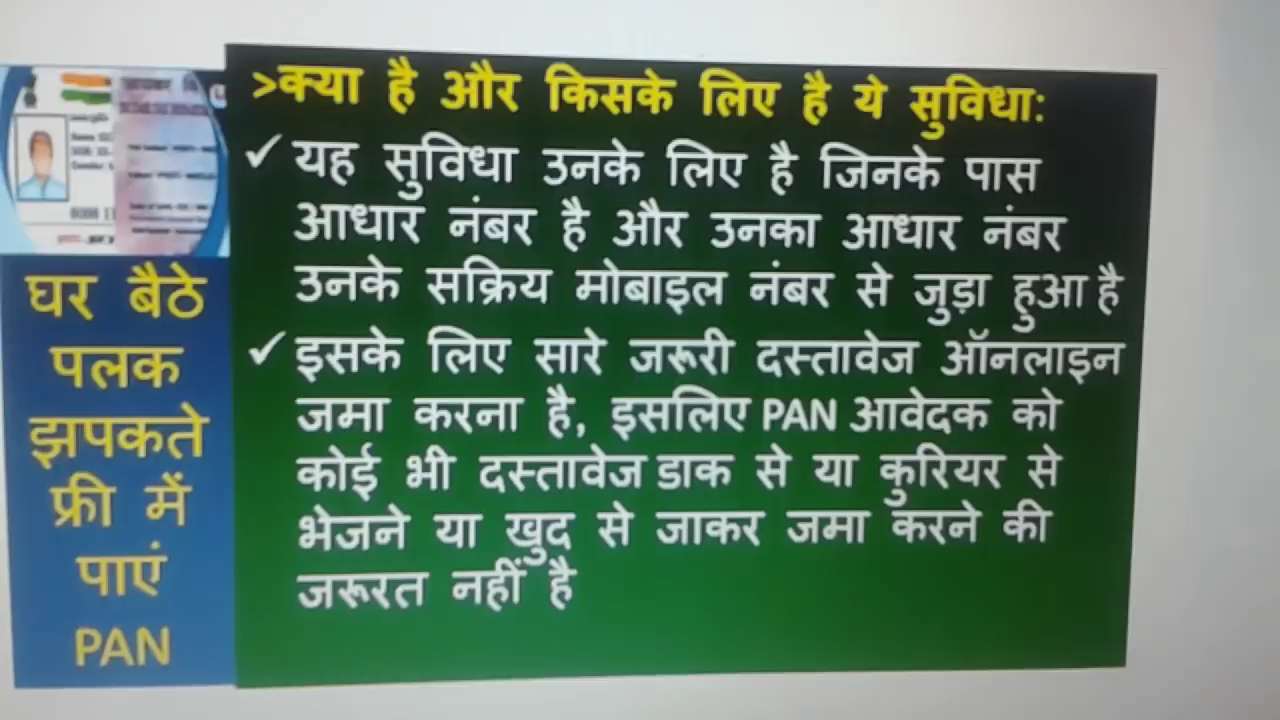 >क्या है और किसके लिए है ये सुविधा:
✓ यह सुविधा उनके लिए है जिनके पास
आधार नंबर है और उनका आधार नंबर
उनके सक्रिय मोबाइल नंबर से जुड़ा हुआ है
✓ इसके लिए सारे जरूरी दस्तावेज ऑनलाइन
जमा करना है, इसलिए PAN आवेदक को
कोई भी दस्तावेज डाक से या कुरियर से
भेजने या खुद से जाकर जमा करने की
जरूरत नहीं है
घर बैठे
पलक
झपकते
फ्री में
पाएं
PAN